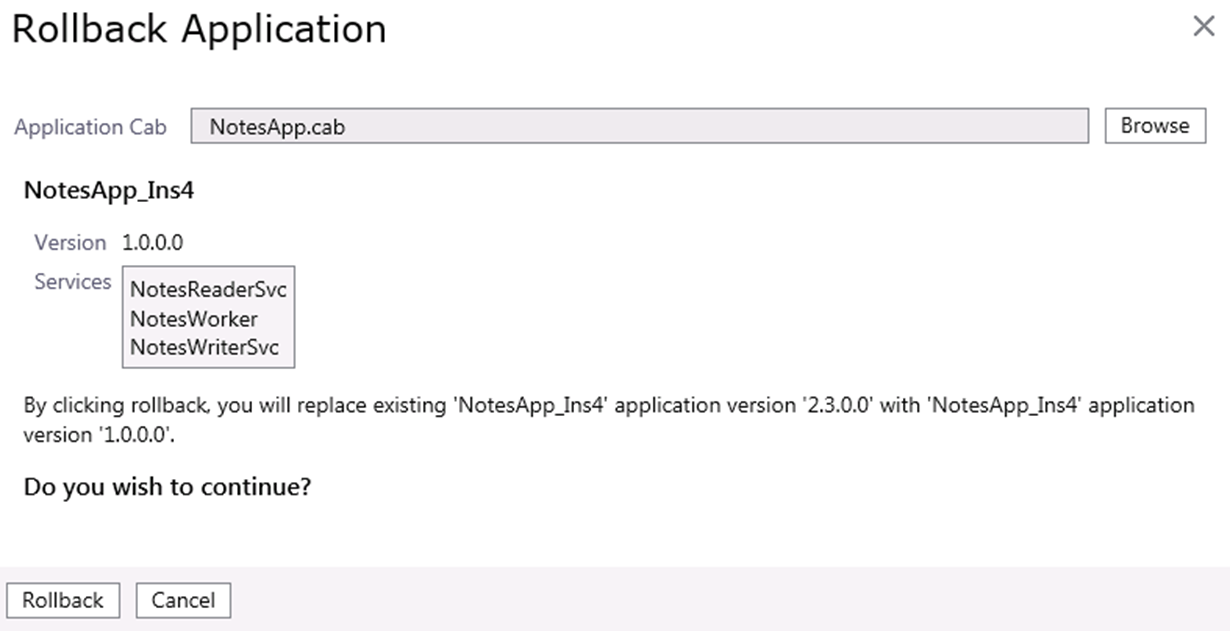 Rollback Application
Application Cab NotesApp.cab Browse
NotesApp_Ins4
Version 1.0.0.0
Services
NotesReaderSvc
NotesWorker
NotesWriterSvc
By clicking rollback, you will replace existing 'NotesApp_Ins4' application version '2.3.0.0' with 'NotesApp_Ins4' application
version '1.0.0.0'.
Do you wish to continue?
Rollback Cancel